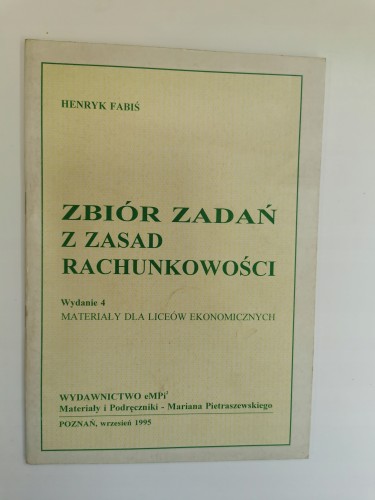 HENRYK FABIŚ
ZBIÓR ZADAŃ
Z ZASAD
RACHUNKOWOŚCI
Wydanie 4
MATERIAŁY DLA LICEÓW EKONOMICZNYCH
WYDAWNICTWO eMPi²
Materiały i Podręczniki - Mariana Pietraszewskiego
POZNAŃ, wrzesień 1995